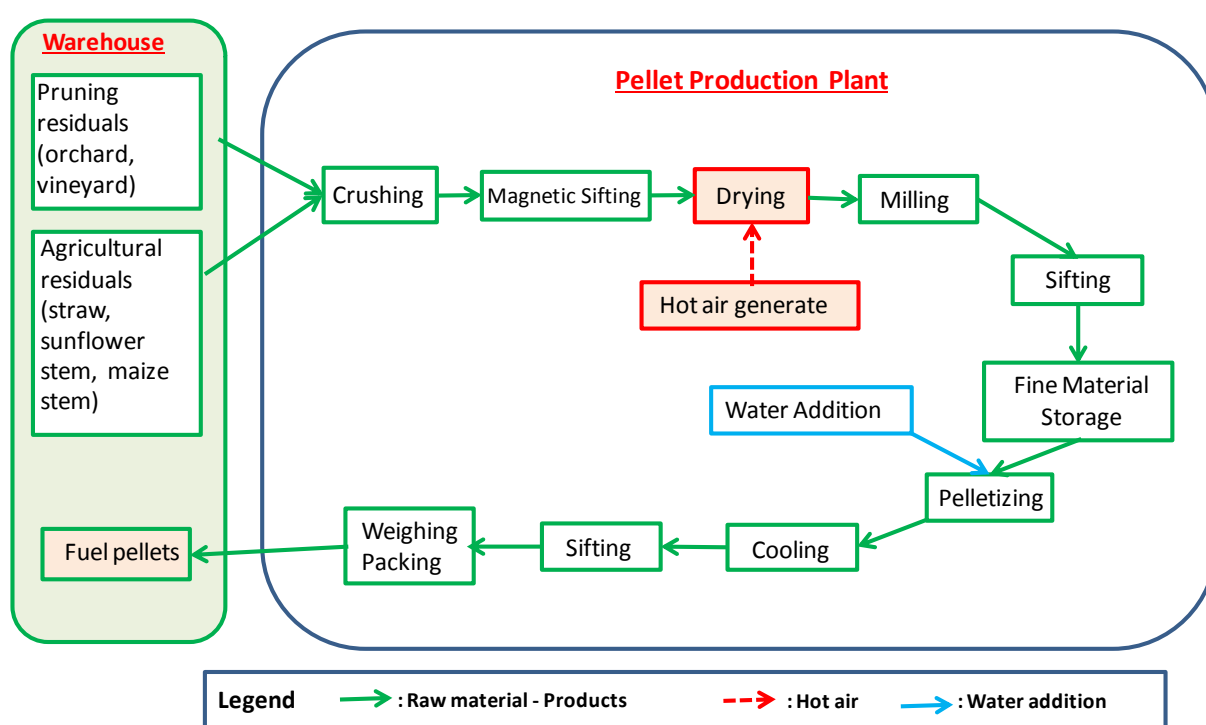 Warehouse
Pruning
residuals
(orchard,
vineyard)
Agricultural
residuals
(straw,
sunflower
stem, maize
stem)
Fuel pellets
Pellet Production Plant
Crushing
Magnetic Sifting
Drying
Milling
Hot air generate
Sifting
Fine Material
Storage
Water Addition
Pelletizing
Cooling
Sifting
Weighing
Packing
Legend
: Raw material - Products
: Hot air
: Water addition